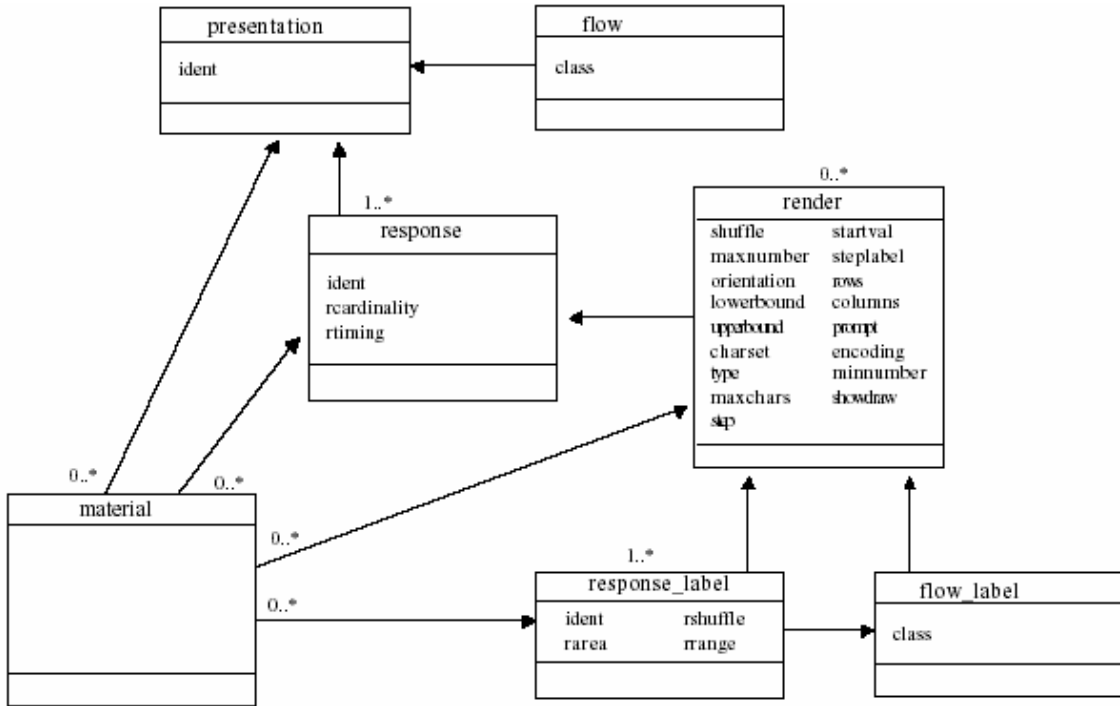 presentation
ident
flow
class
1..*
response
ident
rcardinality
rtiming
0..*
render
shuffle startval
maxnumber steplabel
orientation rows
lowerbound columns
upperbound prompt
charset encoding
type minnumber
maxchars showdraw
step
0..*
0..*
material
0..*
0..*
1..*
response_label
ident rshuffle
rarea rrange
flow_label
class